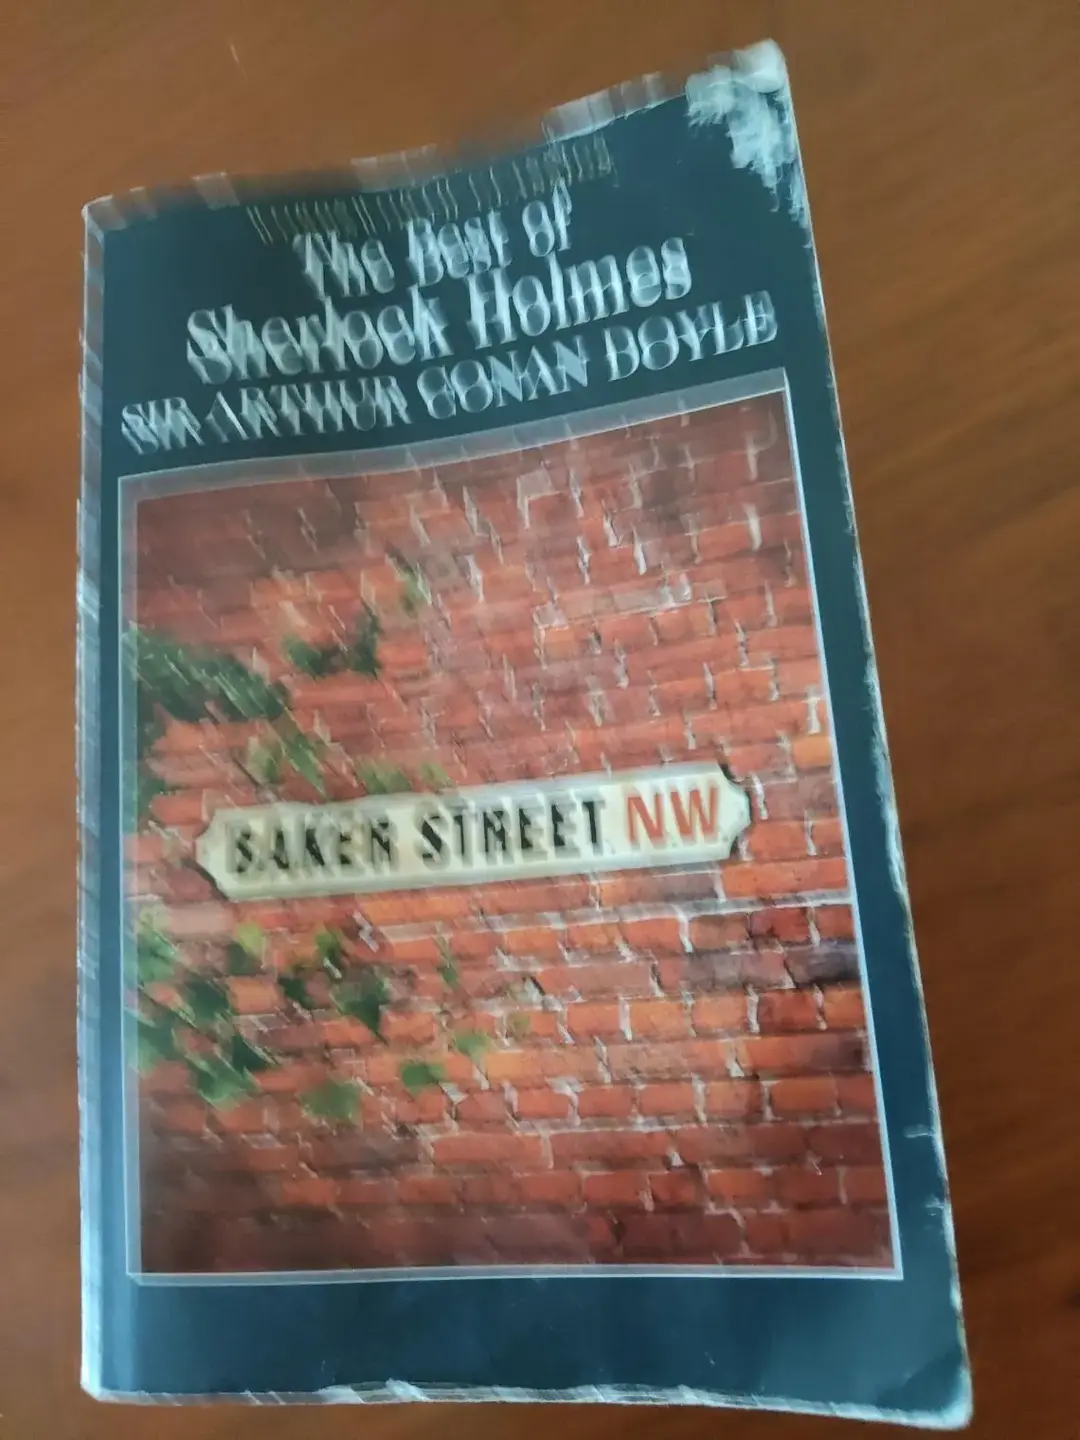 The Best of
Sherlock Holmes
SIR ARTHUR CONAN DOYLE
BAKER STREET NW